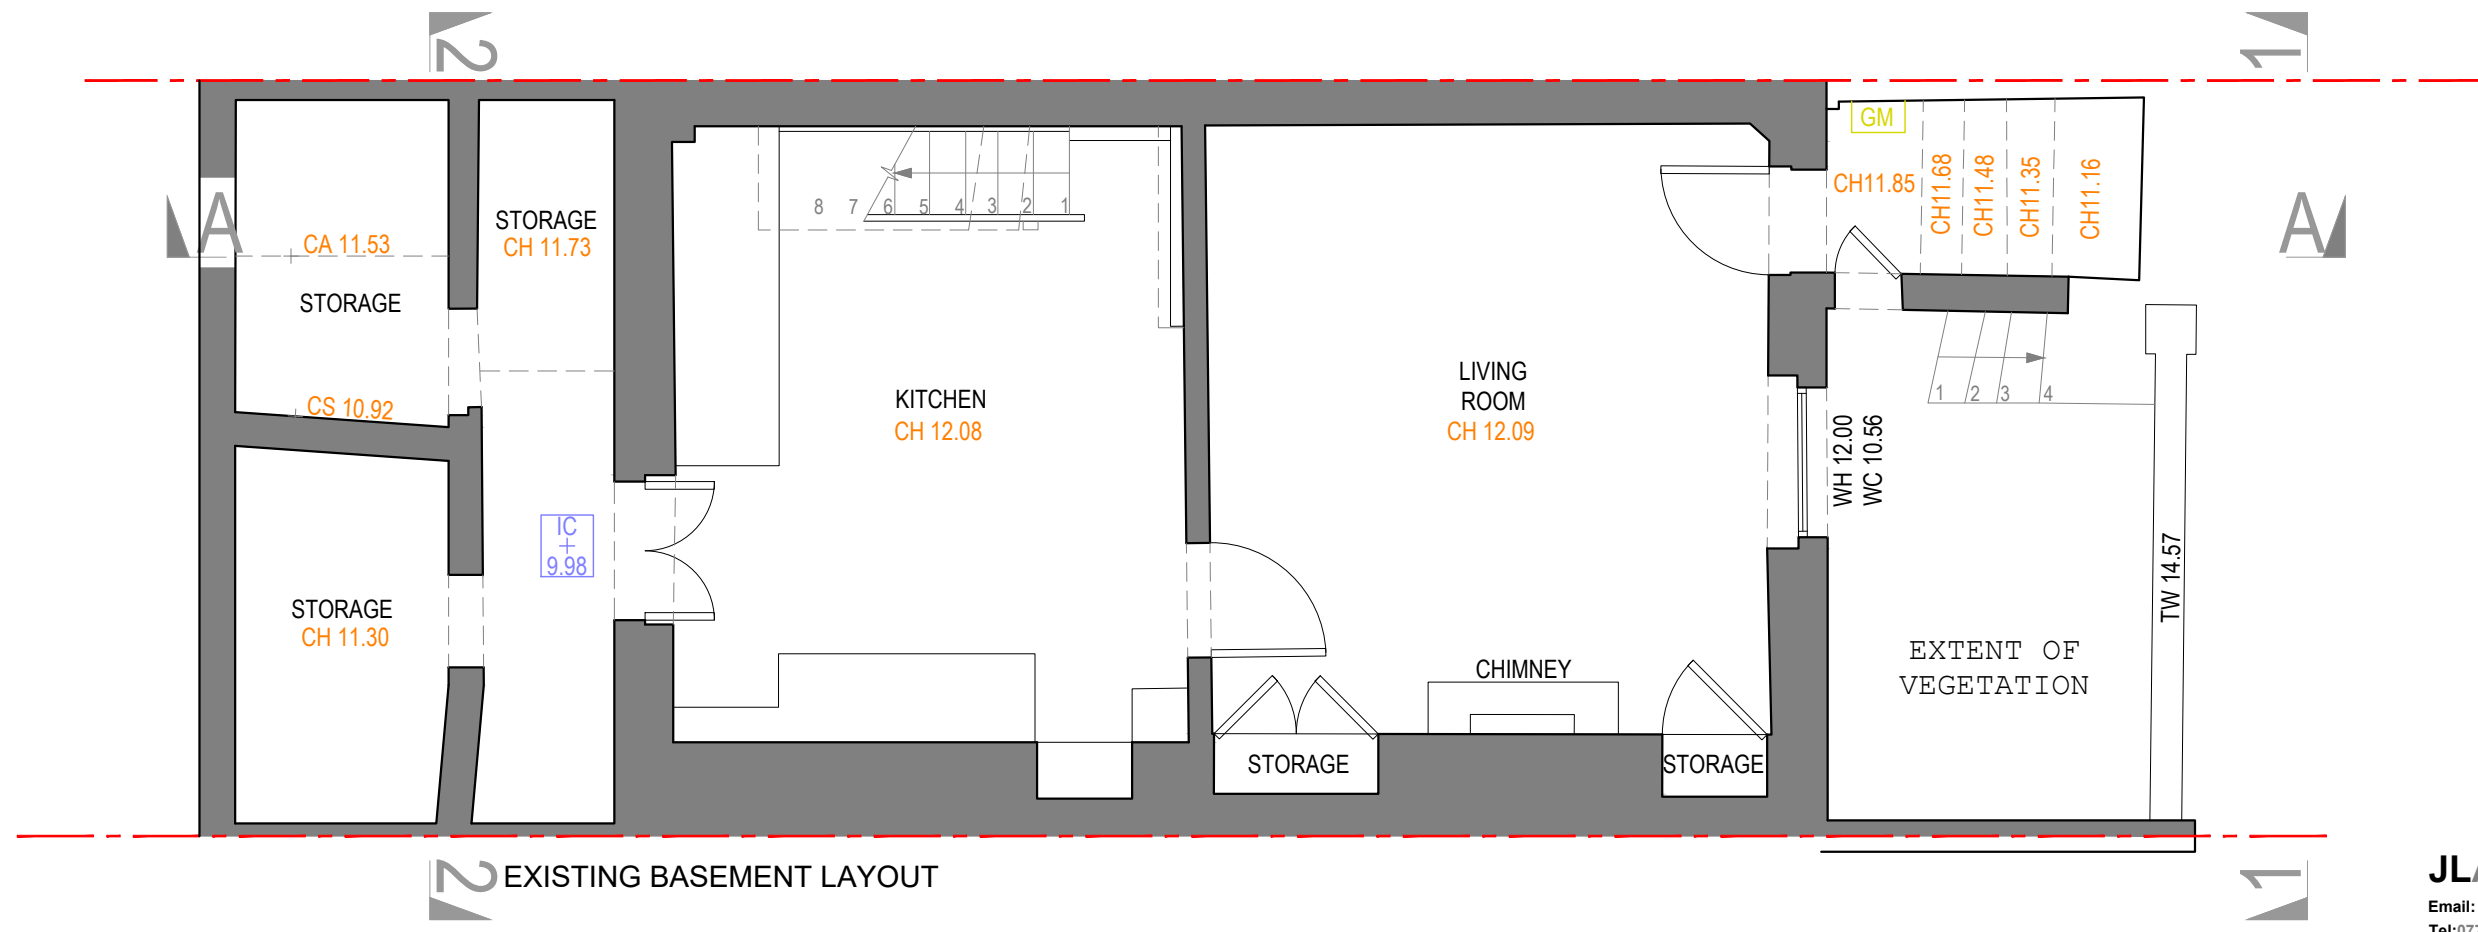 2
1
GM
CH11.85
CH11.68
CH11.48
CH11.35
CH11.16
A
A
STORAGE
CH 11.73
CA 11.53
STORAGE
CS 10.92
8 7 6 5 4 3 2 1
KITCHEN
CH 12.08
LIVING
ROOM
CH 12.09
1 2 3 4
WH 12.00
WC 10.56
TW 14.57
IC
9.98
STORAGE
CH 11.30
EXTENT OF
VEGETATION
CHIMNEY
STORAGE
STORAGE
2
EXISTING BASEMENT LAYOUT
1
Email: